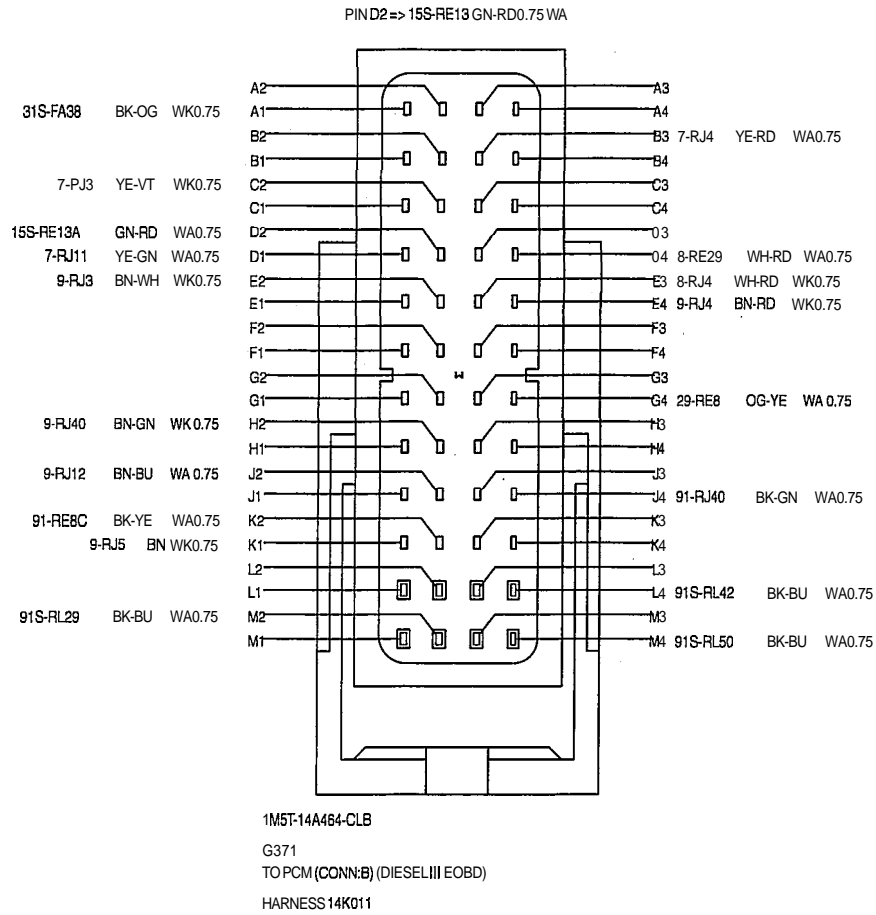 PIN D2 => 15S-RE13 GN-RD0.75 WA
A2 A3
31S-FA38 BK-OG WK0.75 A1 A4
B2 B3 7-RJ4 YE-RD WA0.75
B1 B4
7-PJ3 YE-VT WK0.75 C2 C3
C1 C4
15S-RE13A GN-RD WA0.75 D2 03
7-RJ11 YE-GN WA0.75 D1 04 8-RE29 WH-RD WA0.75
9-RJ3 BN-WH WK0.75 E2 E3 8-RJ4 WH-RD WK0.75
E1 E4 9-RJ4 BN-RD WK0.75
F2 F3
F1 F4
G2 G3
G1 G4 29-RE8 OG-YE WA 0.75
9-RJ40 BN-GN WK 0.75 H2 H3
H1 H4
9-RJ12 BN-BU WA 0.75 J2 J3
J1 J4 91-RJ40 BK-GN WA0.75
91-RE8C BK-YE WA0.75 K2 K3
9-RJ5 BN WK0.75 K1 K4
L2 L3
L1 L4 91S-RL42 BK-BU WA0.75
91S-RL29 BK-BU WA0.75 M2 M3
M1 M4 91S-RL50 BK-BU WA0.75
1M5T-14A464-CLB
G371
TO PCM (CONN:B) (DIESEL III EOBD)
HARNESS 14K011